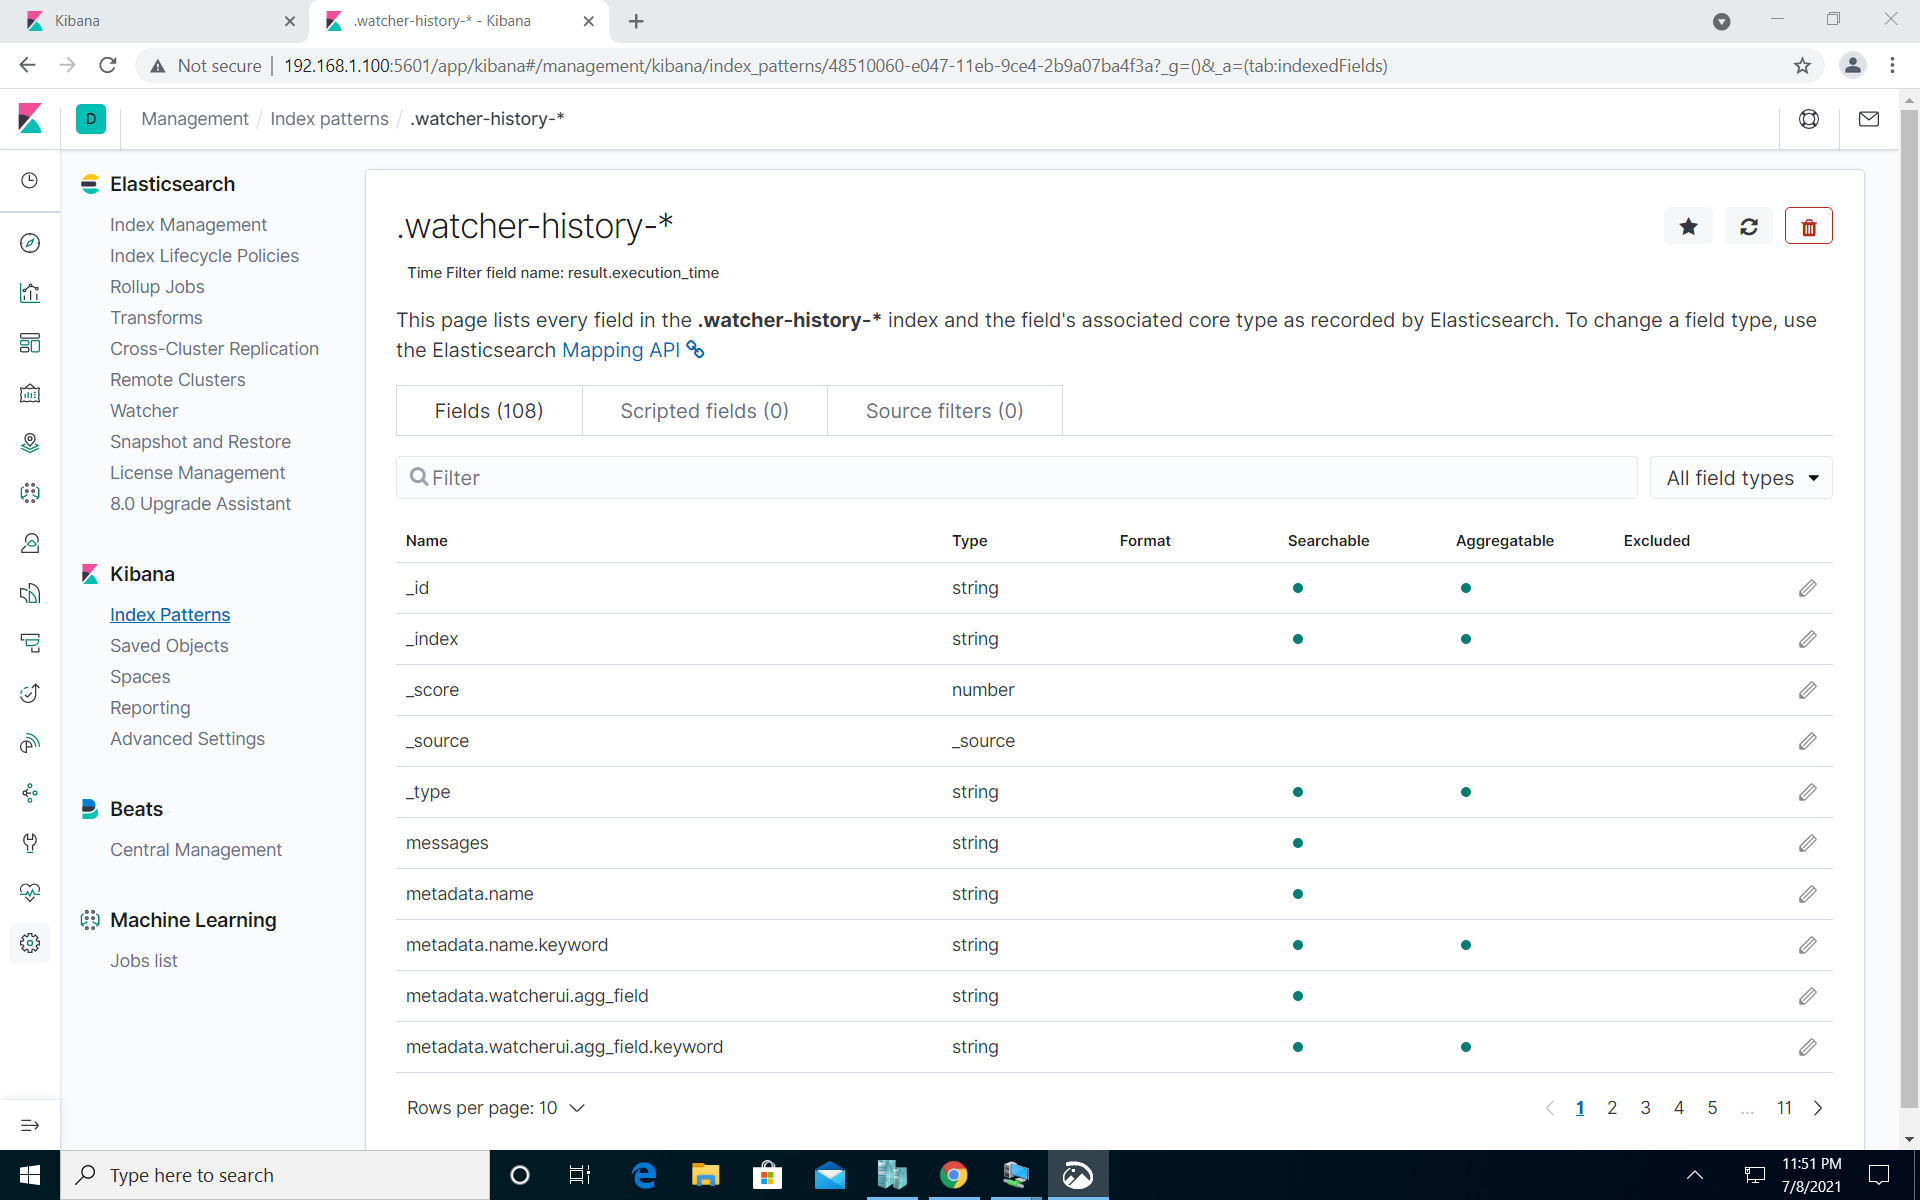 Kibana
.watcher-history-* - Kibana
Not secure
192.168.1.100:5601/app/kibana#/management/kibana/index_patterns/48510060-e047-11eb-9ce4-2b9a07ba4f3a?_g=()&_a=(tab:indexedFields)
D
Management / Index patterns / .watcher-history-*
Elasticsearch
Index Management
Index Lifecycle Policies
Rollup Jobs
Transforms
Cross-Cluster Replication
Remote Clusters
Watcher
Snapshot and Restore
License Management
8.0 Upgrade Assistant
Kibana
Index Patterns
Saved Objects
Spaces
Reporting
Advanced Settings
Beats
Central Management
Machine Learning
Jobs list
.watcher-history-*
Time Filter field name: result.execution_time
This page lists every field in the .watcher-history-* index and the field's associated core type as recorded by Elasticsearch. To change a field type, use
the Elasticsearch Mapping API
Fields (108) Scripted fields (0) Source filters (0)
Filter
All field types
Name Type Format Searchable Aggregatable Excluded
_id string
_index string
_score number
_source _source
_type string
messages string
metadata.name string
metadata.name.keyword string
metadata.watcherui.agg_field string
metadata.watcherui.agg_field.keyword string
Rows per page: 10
1 2 3 4 5 ... 11
Type here to search
11:51 PM
7/8/2021